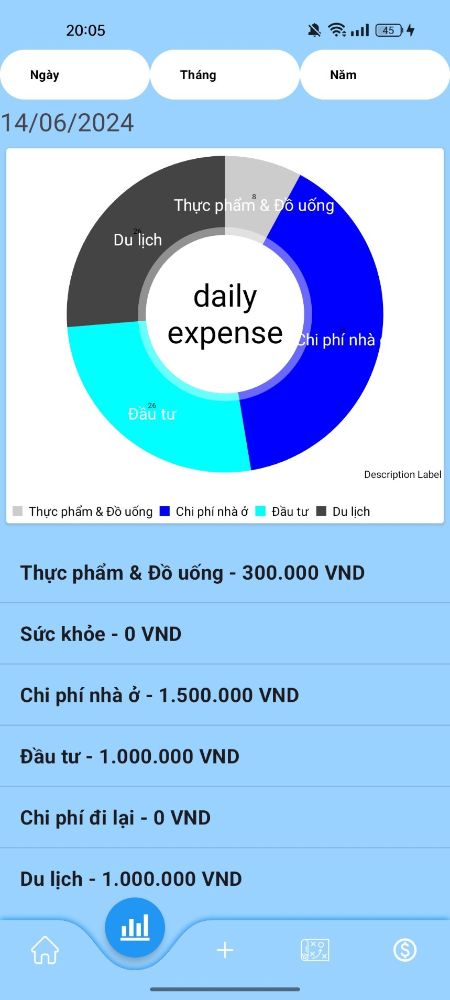 20:05
45
Ngày Tháng Năm
14/06/2024
8
Thực phẩm & Đồ uống
26
Du lịch
daily
expense
Chi phí nhà
26
Đầu tư
Description Label
Thực phẩm & Đồ uống Chi phí nhà ở Đầu tư Du lịch
Thực phẩm & Đồ uống - 300.000 VND
Sức khỏe - 0 VND
Chi phí nhà ở - 1.500.000 VND
Đầu tư - 1.000.000 VND
Chi phí đi lại - 0 VND
Du lịch - 1.000.000 VND